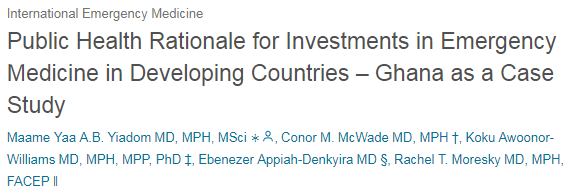 International Emergency Medicine
Public Health Rationale for Investments in Emergency
Medicine in Developing Countries – Ghana as a Case
Study
Maame Yaa A.B. Yiadom MD, MPH, MSci ∗, Conor M. McWade MD, MPH †, Koku Awoonor-
Williams MD, MPH, MPP, PhD ‡, Ebenezer Appiah-Denkyira MD §, Rachel T. Moresky MD, MPH,
FACEP ‖